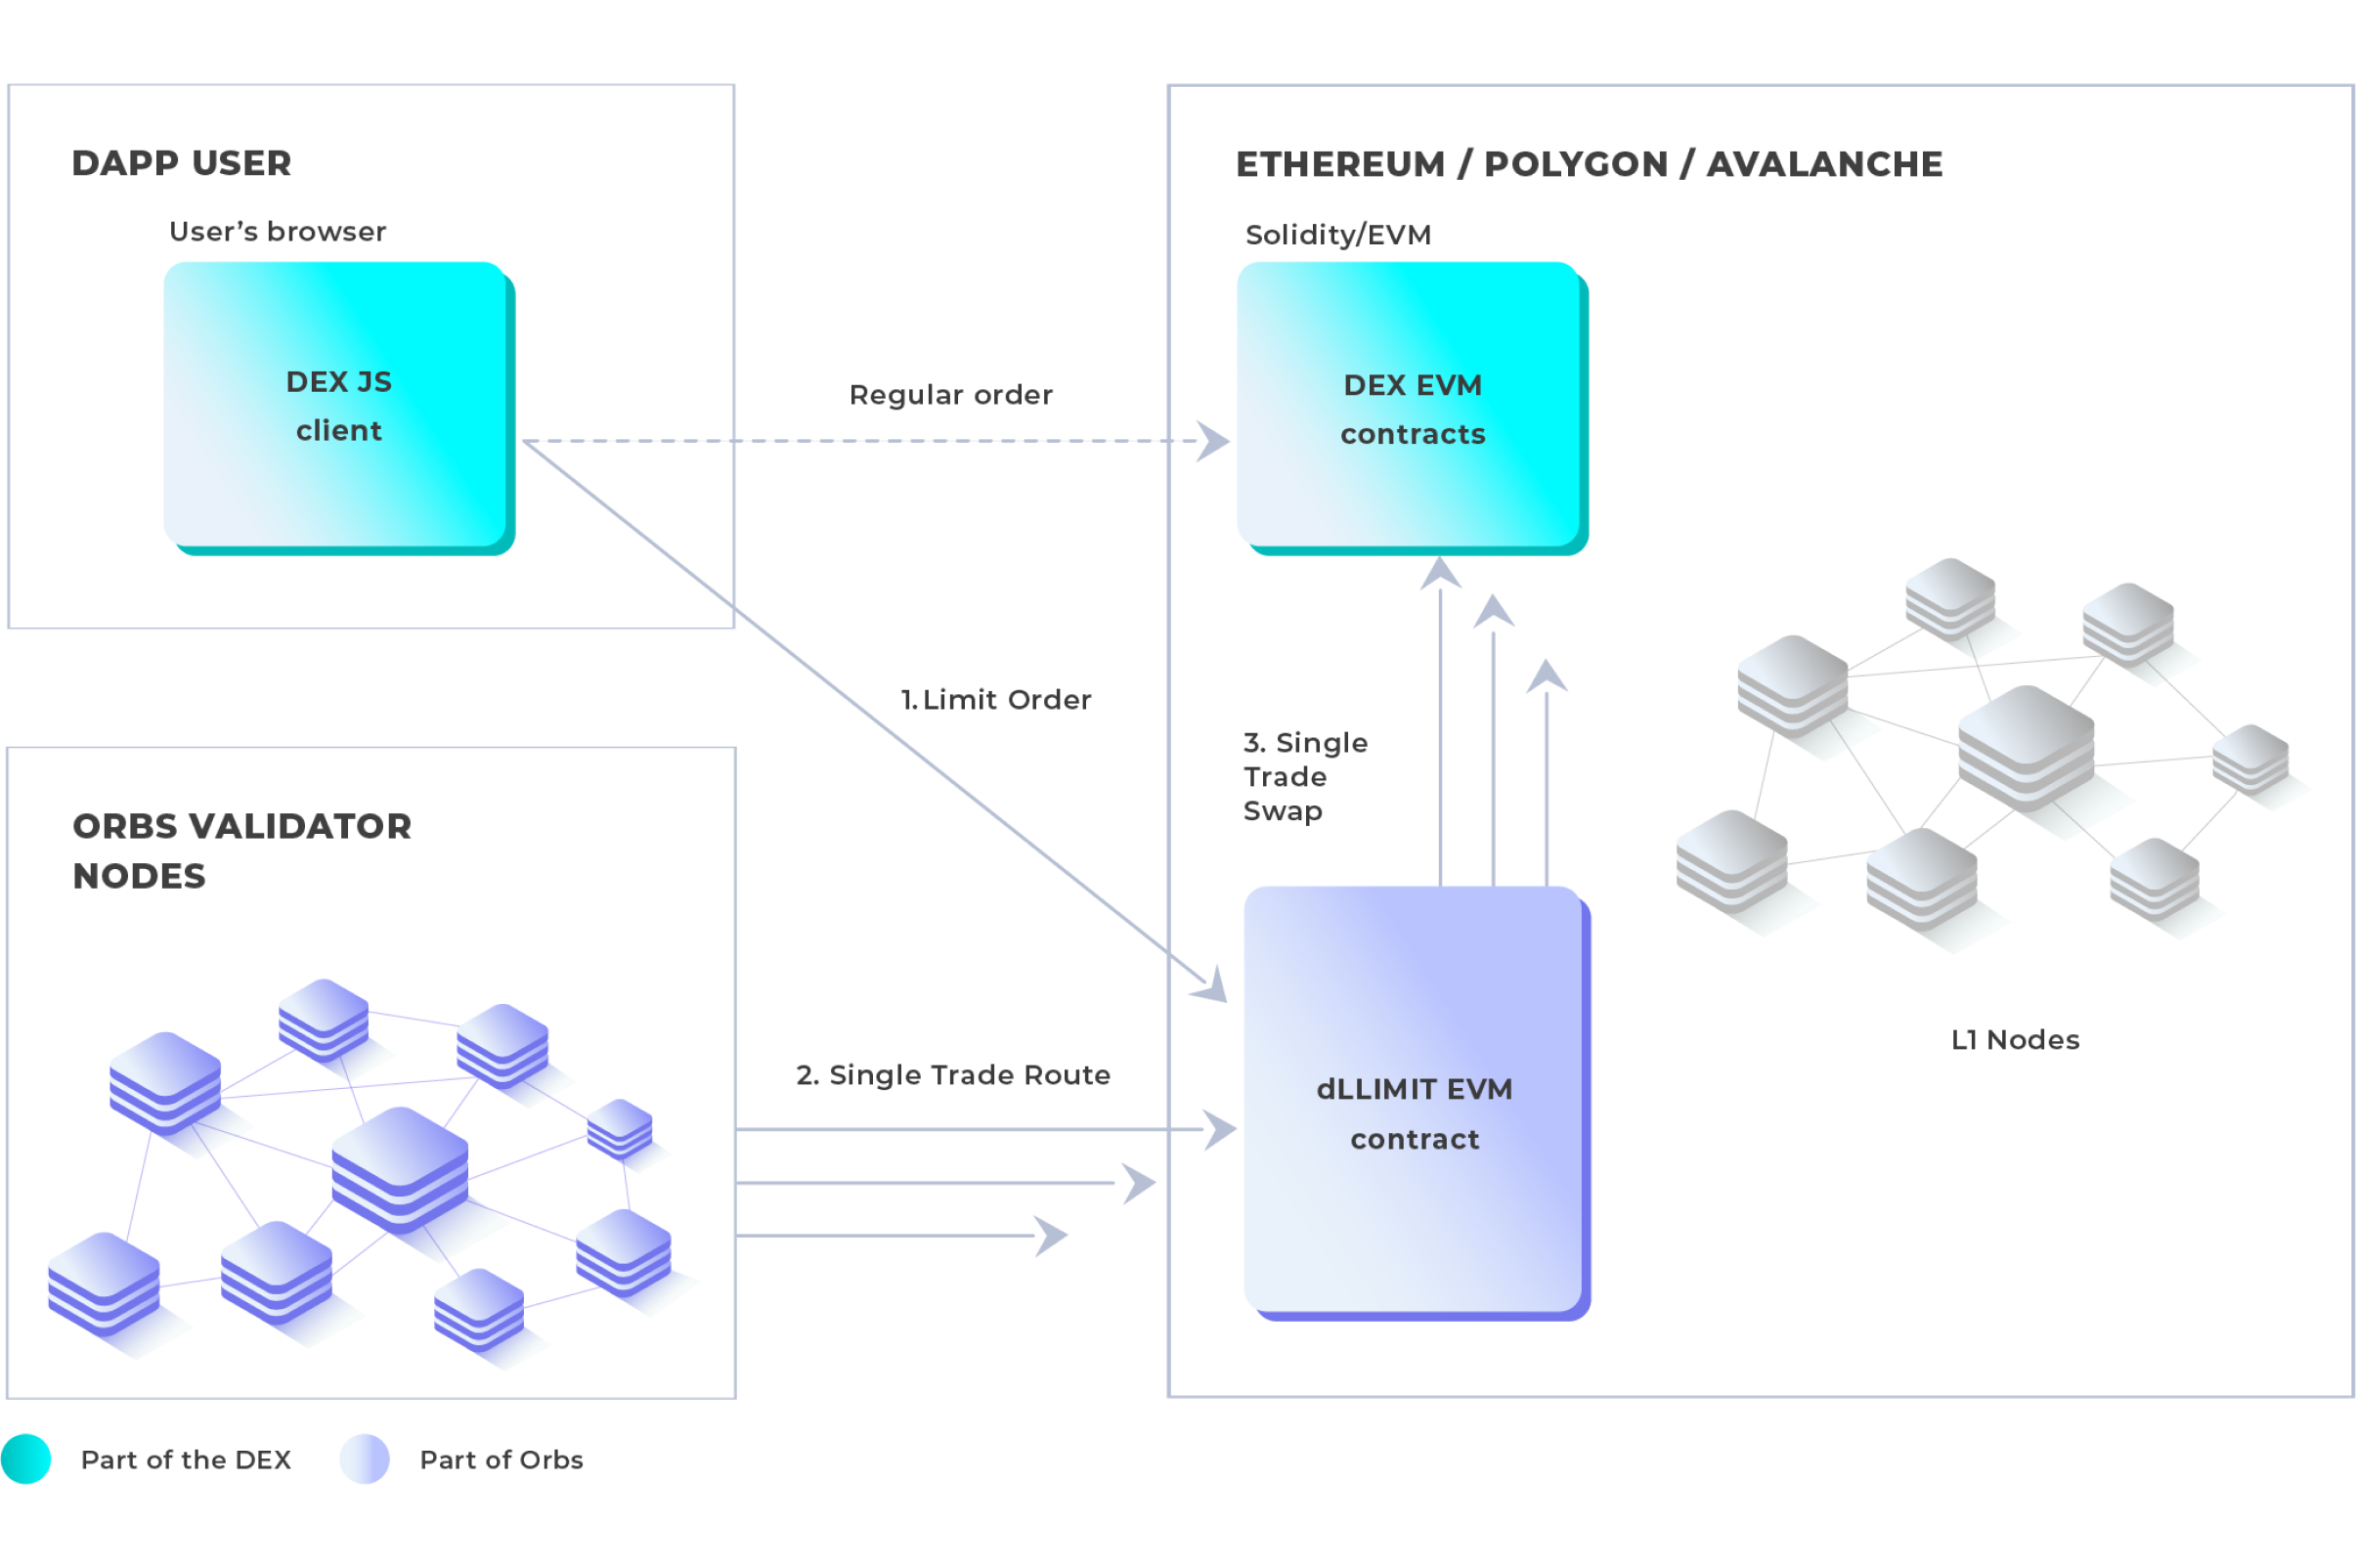 DAPP USER
User's browser
DEX JS
client
Regular order
ETHEREUM / POLYGON / AVALANCHE
Solidity/EVM
DEX EVM
contracts
1. Limit Order
3. Single
Trade
Swap
ORBS VALIDATOR
NODES
2. Single Trade Route
dLLIMIT EVM
contract
L1 Nodes
Part of the DEX
Part of Orbs